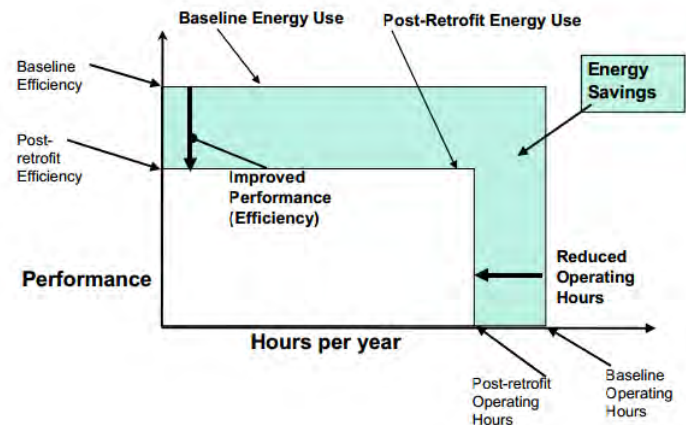 Baseline Energy Use
Post-Retrofit Energy Use
Baseline
Efficiency
Energy
Savings
Post-
retrofit
Efficiency
Improved
Performance
(Efficiency)
Reduced
Operating
Hours
Performance
Hours per year
Post-retrofit
Operating
Hours
Baseline
Operating
Hours